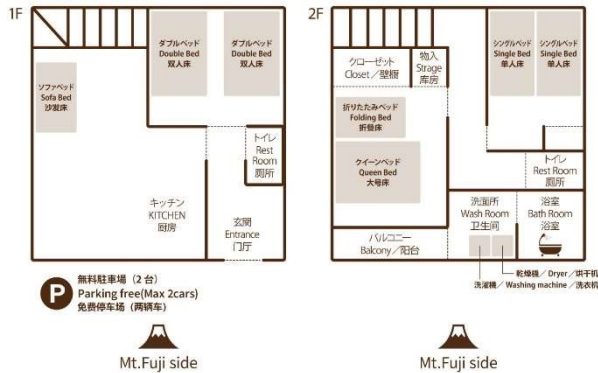 1F
ダブルベッド
Double Bed
双人床
ダブルベッド
Double Bed
双人床
ソファベッド
Sofa Bed
沙发床
トイレ
Rest
Room
厕所
キッチン
KITCHEN
厨房
玄関
Entrance
门厅
P
無料駐車場（2 台）
Parking free(Max 2cars)
免费停车场（两辆车）
Mt.Fuji side
2F
クローゼット
Closet／壁橱
物入
Strage
库房
シングルベッド
Single Bed
单人床
シングルベッド
Single Bed
单人床
折りたたみベッド
Folding Bed
折叠床
クイーンベッド
Queen Bed
大号床
トイレ
Rest Room
厕所
洗面所
Wash Room
卫生间
浴室
Bath Room
浴室
バルコニー
Balcony／阳台
乾燥機／Dryer／烘干机
洗濯機／Washing machine／洗衣机
Mt.Fuji side